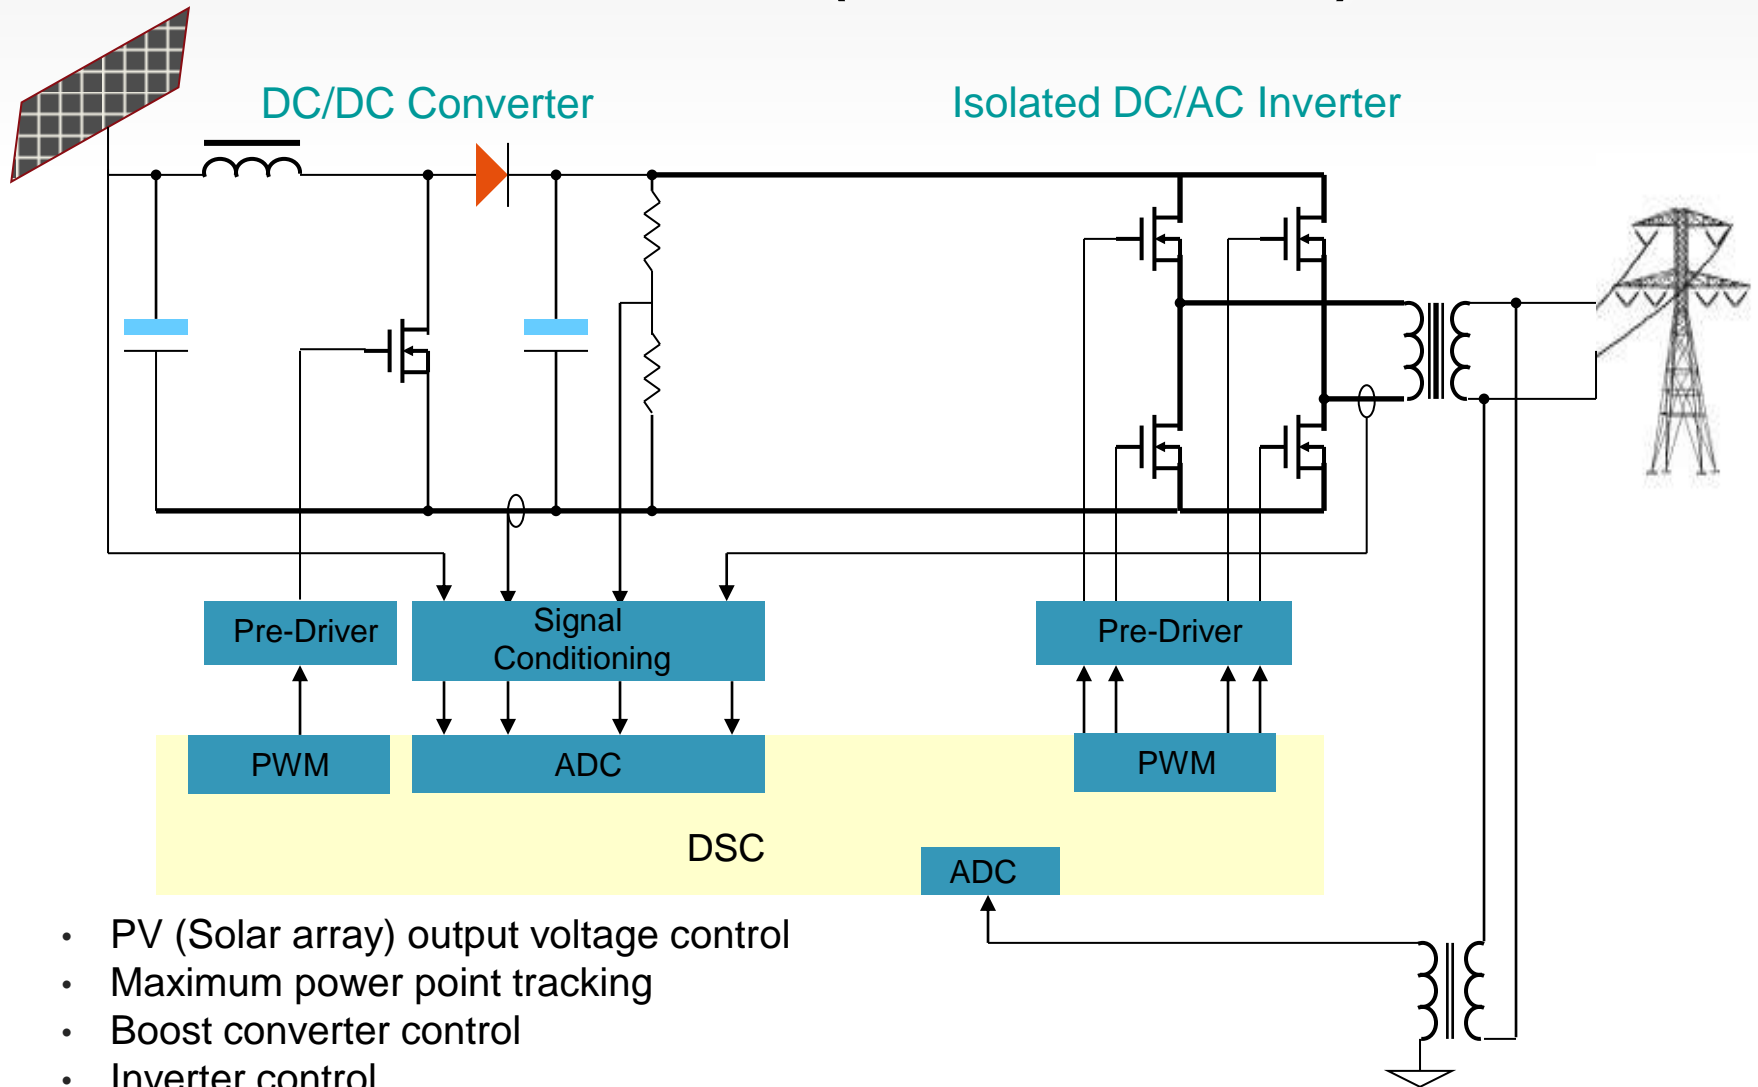 DC/DC Converter
Isolated DC/AC Inverter
Pre-Driver
Signal
Conditioning
Pre-Driver
PWM
ADC
PWM
DSC
ADC
• PV (Solar array) output voltage control
• Maximum power point tracking
• Boost converter control
• Inverter control